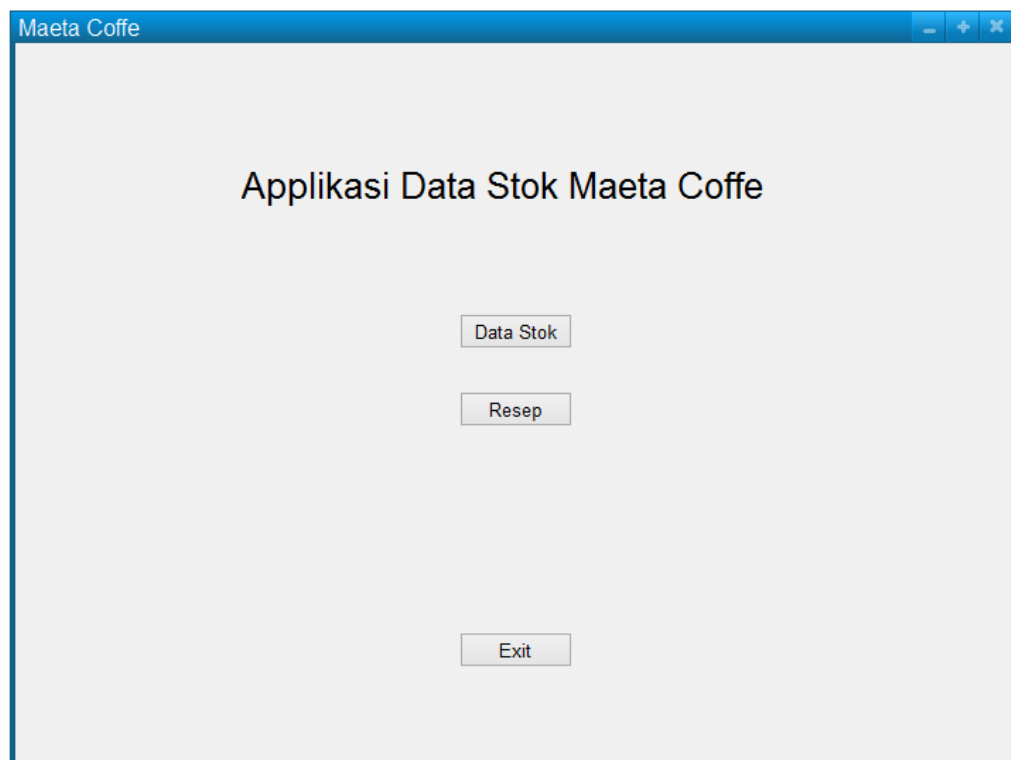 Maeta Coffe
Applikasi Data Stok Maeta Coffe
Data Stok
Resep
Exit